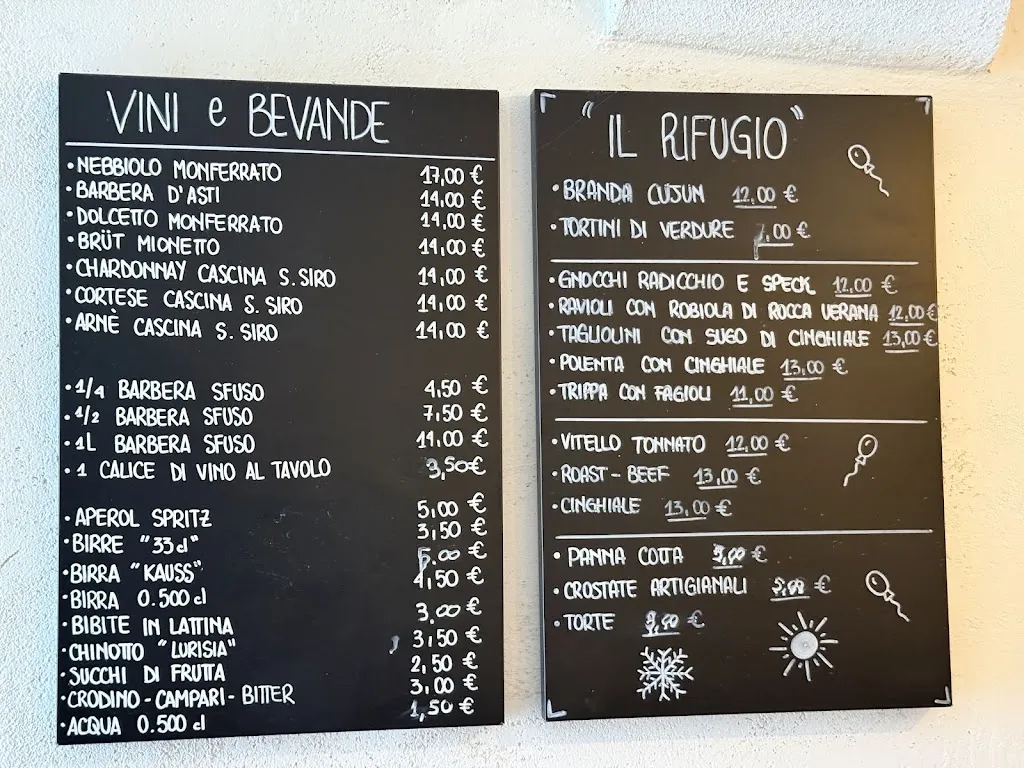 VINI e BEVANDE
• NEBBIOLO MONFERRATO 17,00 €
• BARBERA D'ASTI 14,00 €
• DOLCETTO MONFERRATO 14,00 €
• BRÜT MIONETTO 14,00 €
• CHARDONNAY CASCINA S. SIRO 14,00 €
• CORTESE CASCINA S. SIRO 14,00 €
• ARNÈ CASCINA S. SIRO 14,00 €
• 1/4 BARBERA SFUSO 4,50 €
• 1/2 BARBERA SFUSO 7,50 €
• 1L BARBERA SFUSO 14,00 €
• 1 CALICE DI VINO AL TAVOLO 3,50 €
• APEROL SPRITZ 5,00 €
• BIRRE "33 cl" 3,50 €
• BIRRA "KAUSS" 5,00 €
• BIRRA 0.500 cl 4,50 €
• BIBITE IN LATTINA 3,00 €
• CHINOTTO "LURISIA" 3,50 €
• SUCCHI DI FRUTTA 2,50 €
• CRODINO - CAMPARI - BITTER 3,00 €
• ACQUA 0.500 cl 1,50 €
"IL RIFUGIO"
• BRANDA CUJUN 12,00 €
• TORTINI DI VERDURE 7,00 €
• GNOCCHI RADICCHIO E SPECK 12,00 €
• RAVIOLI CON ROBIOLA DI ROCCA VERANA 12,00 €
• TAGLIOLINI CON SUGO DI CINGHIALE 13,00 €
• POLENTA CON CINGHIALE 13,00 €
• TRIPPA CON FAGIOLI 11,00 €
• VITELLO TONNATO 12,00 €
• ROAST - BEEF 13,00 €
• CINGHIALE 13,00 €
• PANNA COTTA €
• CROSTATE ARTIGIANALI €
• TORTE €